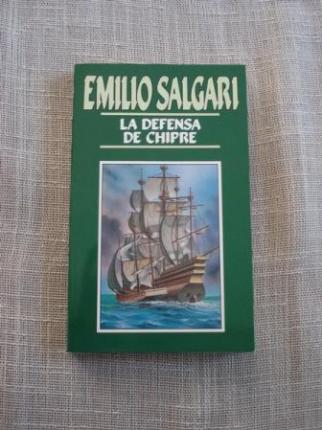 EMILIO SALGARI
LA DEFENSA
DE CHIPRE